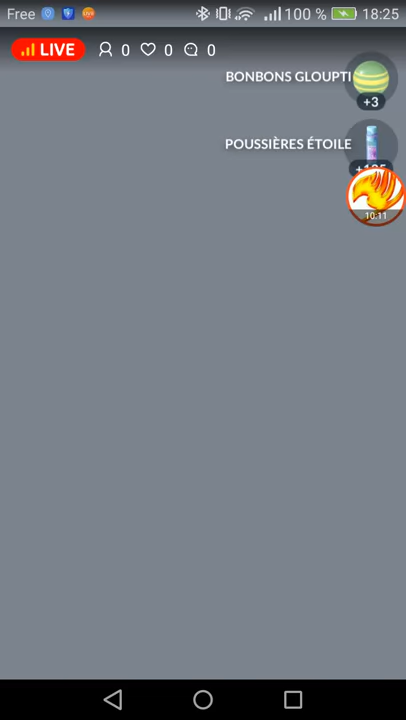 Free 100 % 18:25
LIVE 0 0 0
BONBONS GLOUPTI
+3
POUSSIÈRES ÉTOILE
10:11